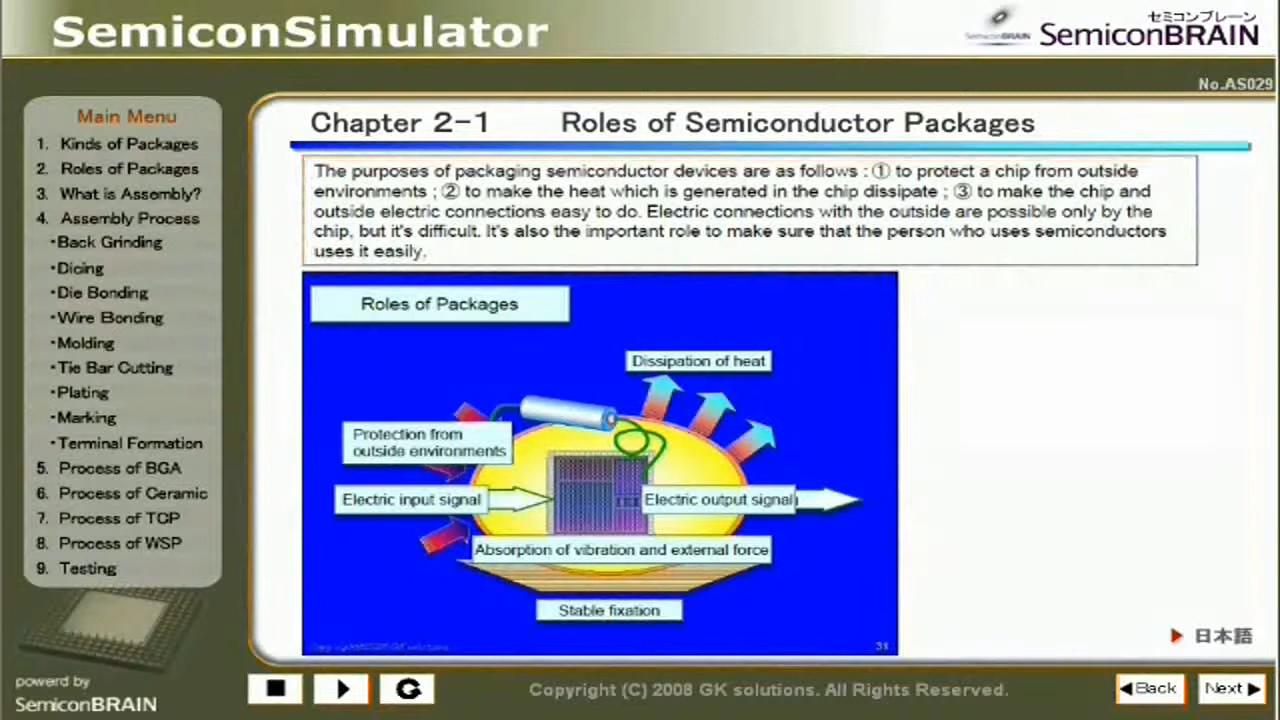 SemiconSimulator
セミコンブレーン
SemiconBRAIN
SemiconBRAIN
No.AS029
Main Menu
1. Kinds of Packages
2. Roles of Packages
3. What is Assembly?
4. Assembly Process
・Back Grinding
・Dicing
・Die Bonding
・Wire Bonding
・Molding
・Tie Bar Cutting
・Plating
・Marking
・Terminal Formation
5. Process of BGA
6. Process of Ceramic
7. Process of TCP
8. Process of WSP
9. Testing
powerd by
SemiconBRAIN
Chapter 2-1 Roles of Semiconductor Packages
The purposes of packaging semiconductor devices are as follows : ① to protect a chip from outside
environments ; ② to make the heat which is generated in the chip dissipate ; ③ to make the chip and
outside electric connections easy to do. Electric connections with the outside are possible only by the
chip, but it's difficult. It's also the important role to make sure that the person who uses semiconductors
uses it easily.
Roles of Packages
Dissipation of heat
Protection from
outside environments
Electric input signal
Electric output signal
Absorption of vibration and external force
Stable fixation
31
日本語
Copyright (C) 2008 GK solutions. All Rights Reserved.
Back
Next